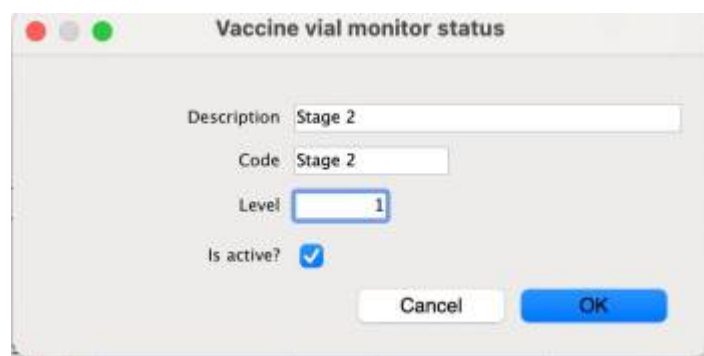 Vaccine vial monitor status
Description Stage 2
Code Stage 2
Level 1
Is active?
Cancel OK